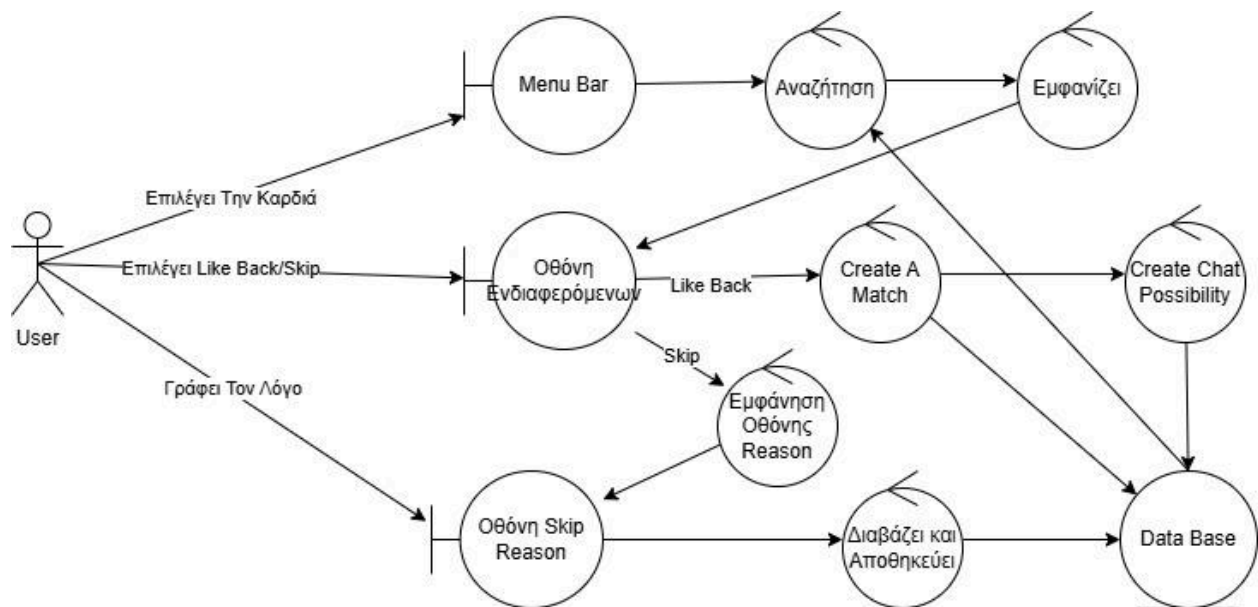 Menu Bar
Αναζήτηση
Εμφανίζει
Επιλέγει Την Καρδιά
Επιλέγει Like Back/Skip
Οθόνη
Ενδιαφερόμενων
Like Back
Create A
Match
Create Chat
Possibility
User
Skip
Γράφει Τον Λόγο
Εμφάνηση
Οθόνης
Reason
Οθόνη Skip
Reason
Διαβάζει και
Αποθηκεύει
Data Base